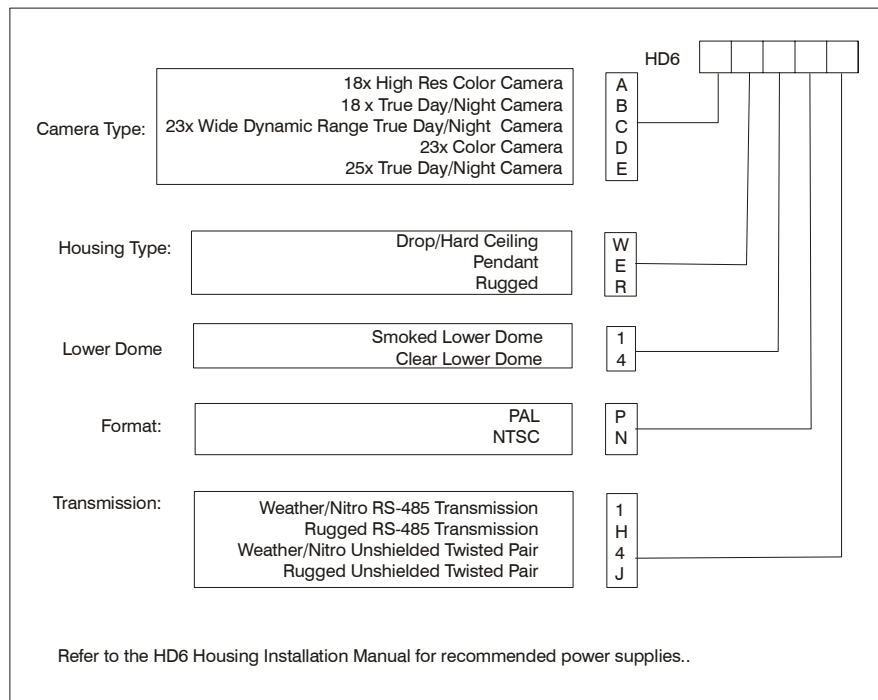 HD6
18x High Res Color Camera A
18 x True Day/Night Camera B
Camera Type: 23x Wide Dynamic Range True Day/Night Camera C
23x Color Camera D
25x True Day/Night Camera E
Housing Type: Drop/Hard Ceiling W
Pendant E
Rugged R
Lower Dome Smoked Lower Dome 1
Clear Lower Dome 4
Format: PAL P
NTSC N
Transmission: Weather/Nitro RS-485 Transmission 1
Rugged RS-485 Transmission H
Weather/Nitro Unshielded Twisted Pair 4
Rugged Unshielded Twisted Pair J
Refer to the HD6 Housing Installation Manual for recommended power supplies..